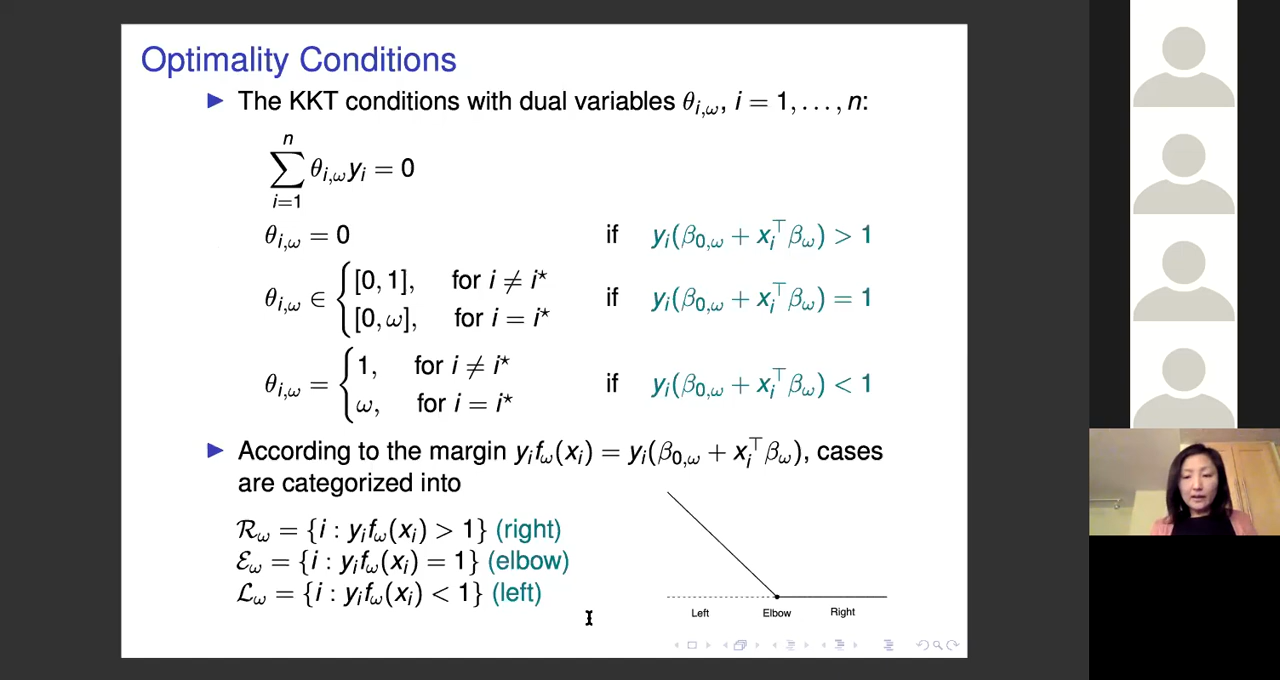 Optimality Conditions
▶ The KKT conditions with dual variables θ_{i,ω}, i = 1, . . . , n:
n
∑ θ_{i,ω} y_i = 0
i=1
θ_{i,ω} = 0 if y_i(β_{0,ω} + x_i^⊤ β_ω) > 1
θ_{i,ω} ∈ { [0, 1], for i ≠ i⋆
[0, ω], for i = i⋆ if y_i(β_{0,ω} + x_i^⊤ β_ω) = 1
θ_{i,ω} = { 1, for i ≠ i⋆
ω, for i = i⋆ if y_i(β_{0,ω} + x_i^⊤ β_ω) < 1
▶ According to the margin y_i f_ω(x_i) = y_i(β_{0,ω} + x_i^⊤ β_ω), cases
are categorized into
ℛ_ω = {i : y_i f_ω(x_i) > 1} (right)
ℰ_ω = {i : y_i f_ω(x_i) = 1} (elbow)
ℒ_ω = {i : y_i f_ω(x_i) < 1} (left)
Left Elbow Right